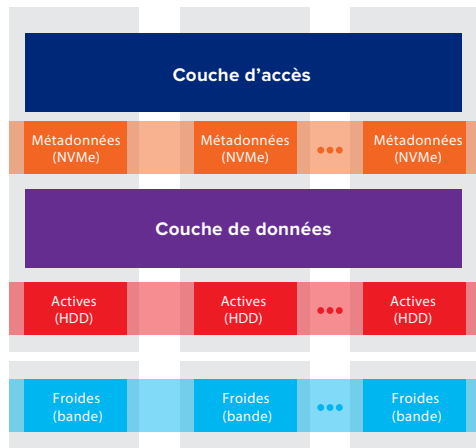 Couche d’accès
Métadonnées Métadonnées Métadonnées
(NVMe) (NVMe) (NVMe)
Couche de données
Actives Actives Actives
(HDD) (HDD) (HDD)
Froides Froides Froides
(bande) (bande) (bande)